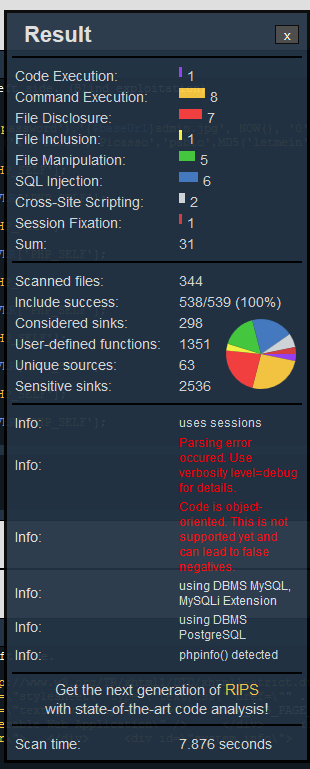 Result
x
Code Execution: 1
Command Execution: 8
File Disclosure: 7
File Inclusion: 1
File Manipulation: 5
SQL Injection: 6
Cross-Site Scripting: 2
Session Fixation: 1
Sum: 31
Scanned files: 344
Include success: 538/539 (100%)
Considered sinks: 298
User-defined functions: 1351
Unique sources: 63
Sensitive sinks: 2536
Info: uses sessions
Info: Parsing error
occured. Use
verbosity level=debug
for details.
Info: Code is object-
oriented. This is not
supported yet and
can lead to false
negatives.
Info: using DBMS MySQL,
MySQLi Extension
Info: using DBMS
PostgreSQL
Info: phpinfo() detected
Get the next generation of RIPS
with state-of-the-art code analysis!
Scan time: 7.876 seconds